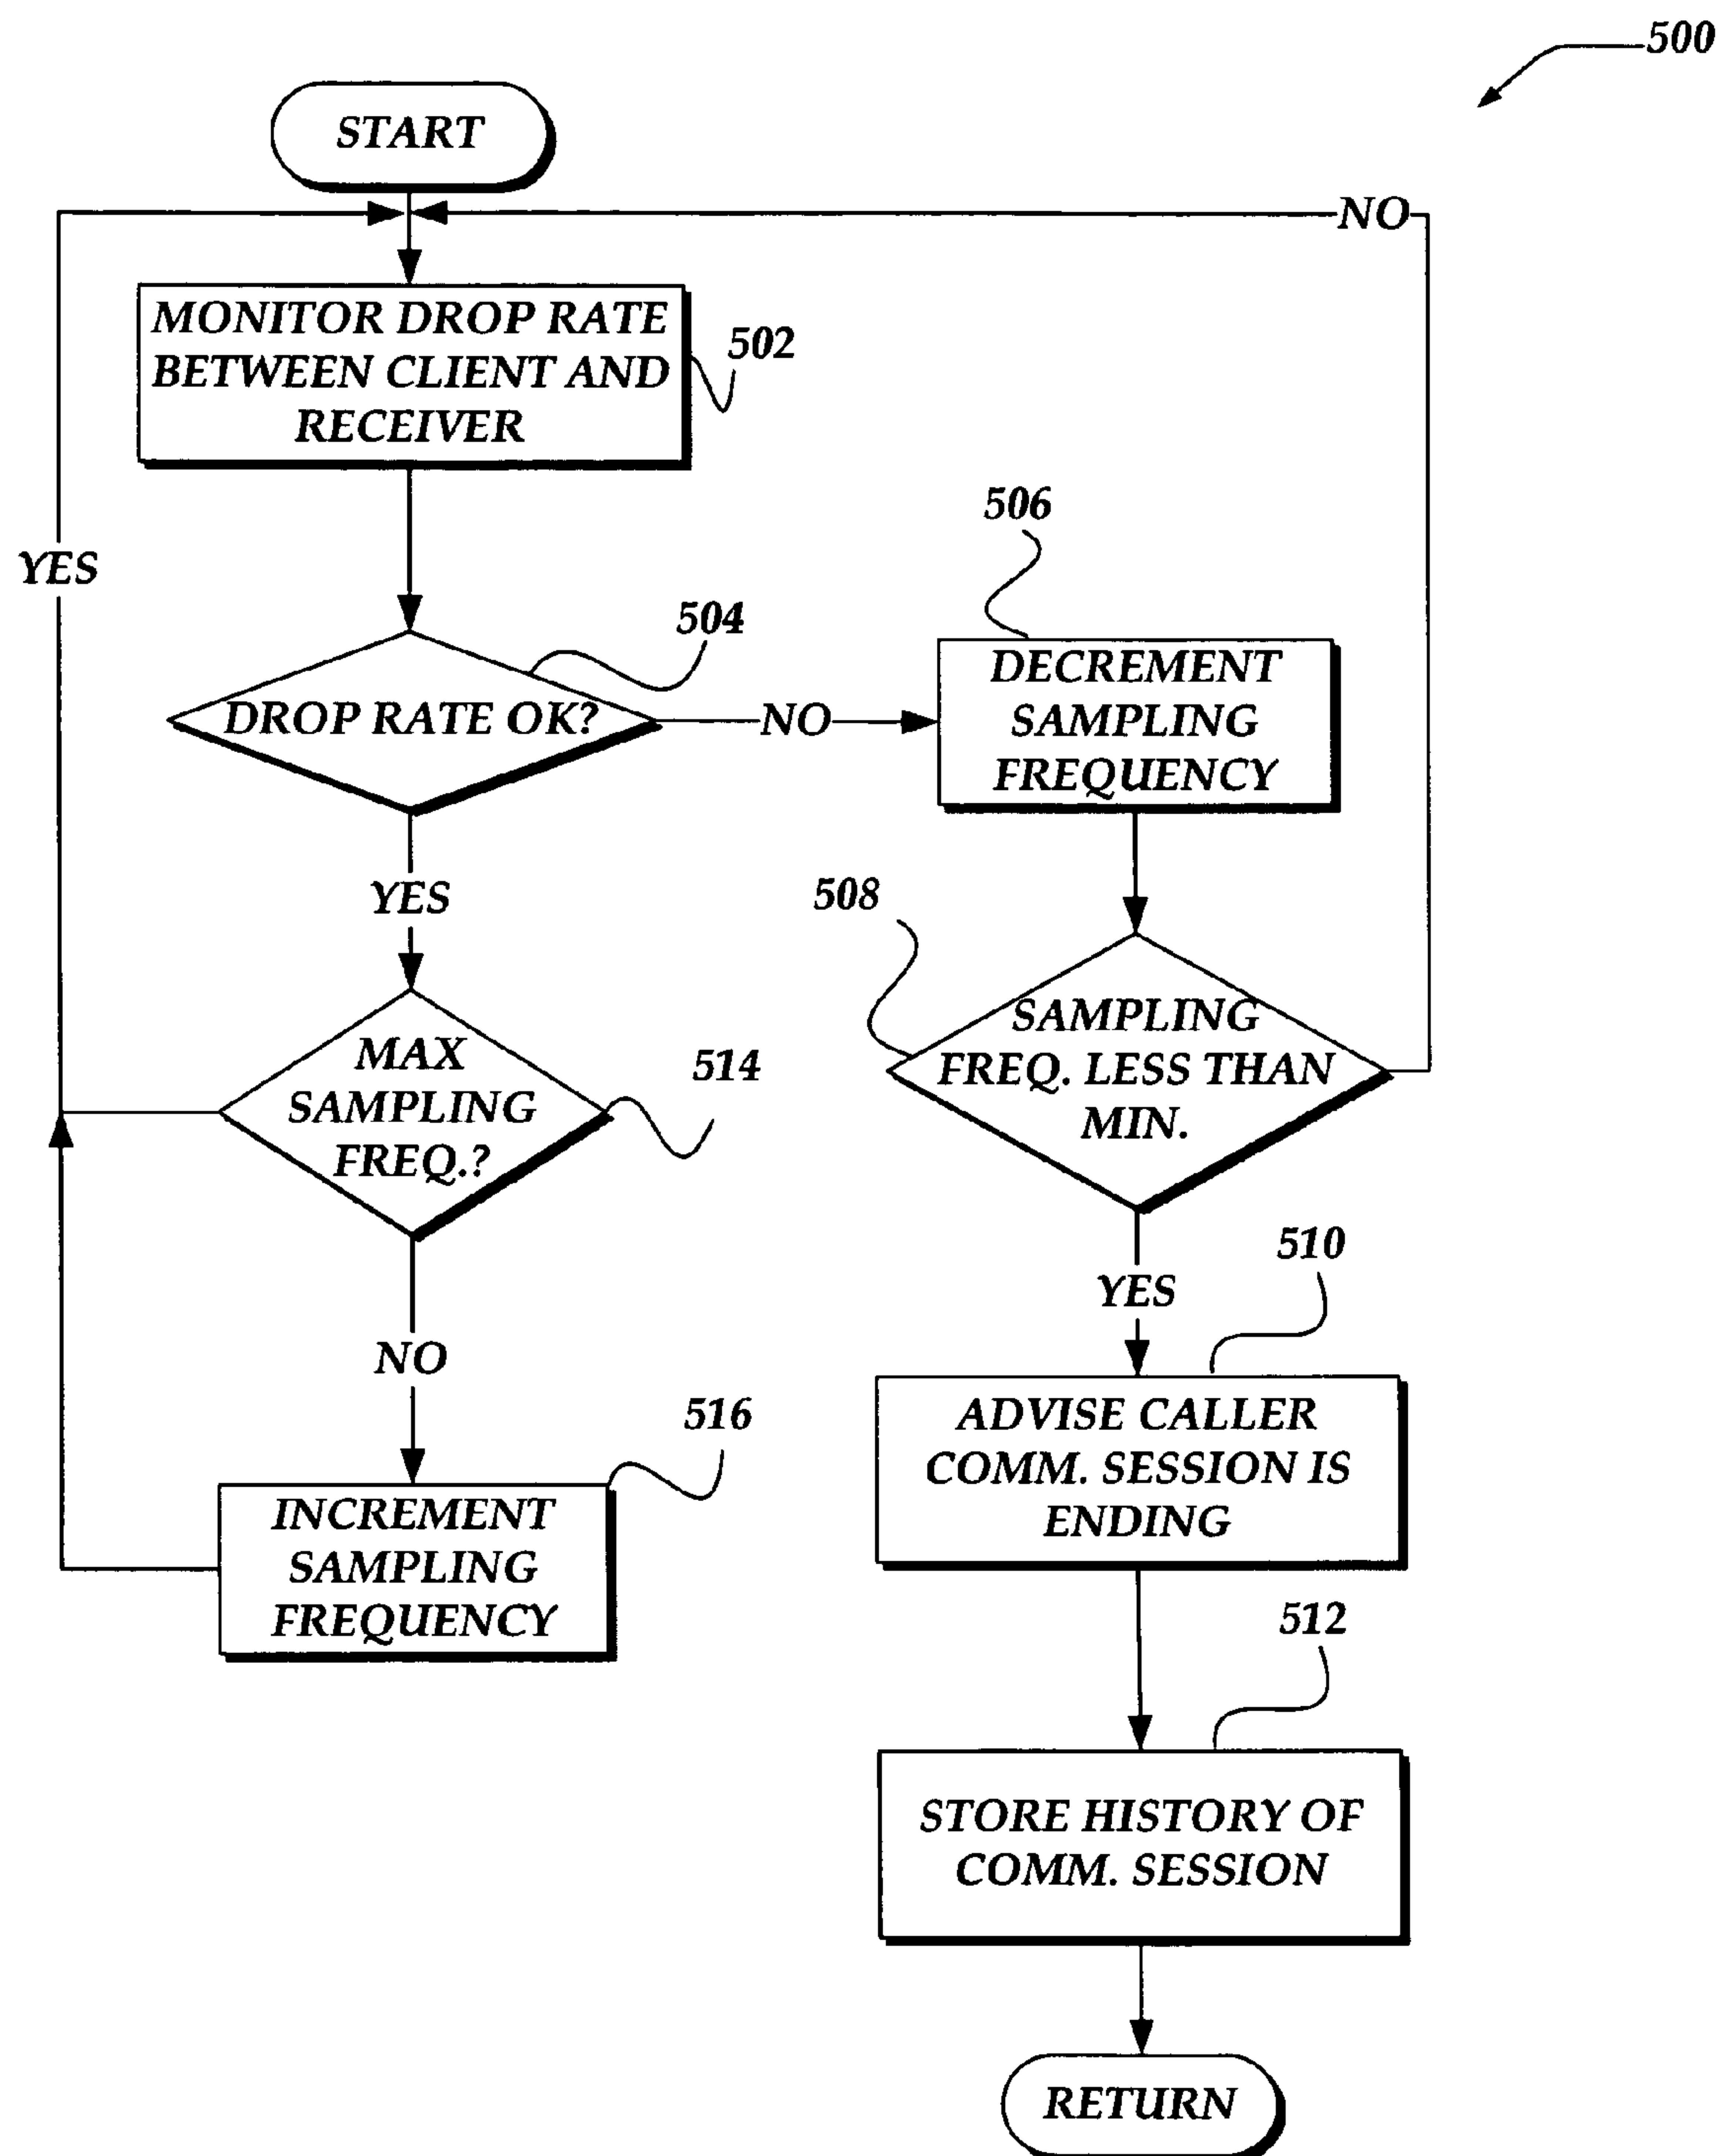 500
START
NO
MONITOR DROP RATE
BETWEEN CLIENT AND
RECEIVER
502
YES
506
504
DROP RATE OK?
NO
DECREMENT
SAMPLING
FREQUENCY
YES
508
MAX
SAMPLING
FREQ.?
514
SAMPLING
FREQ. LESS THAN
MIN.
510
YES
NO
516
ADVISE CALLER
COMM. SESSION IS
ENDING
INCREMENT
SAMPLING
FREQUENCY
512
STORE HISTORY OF
COMM. SESSION
RETURN